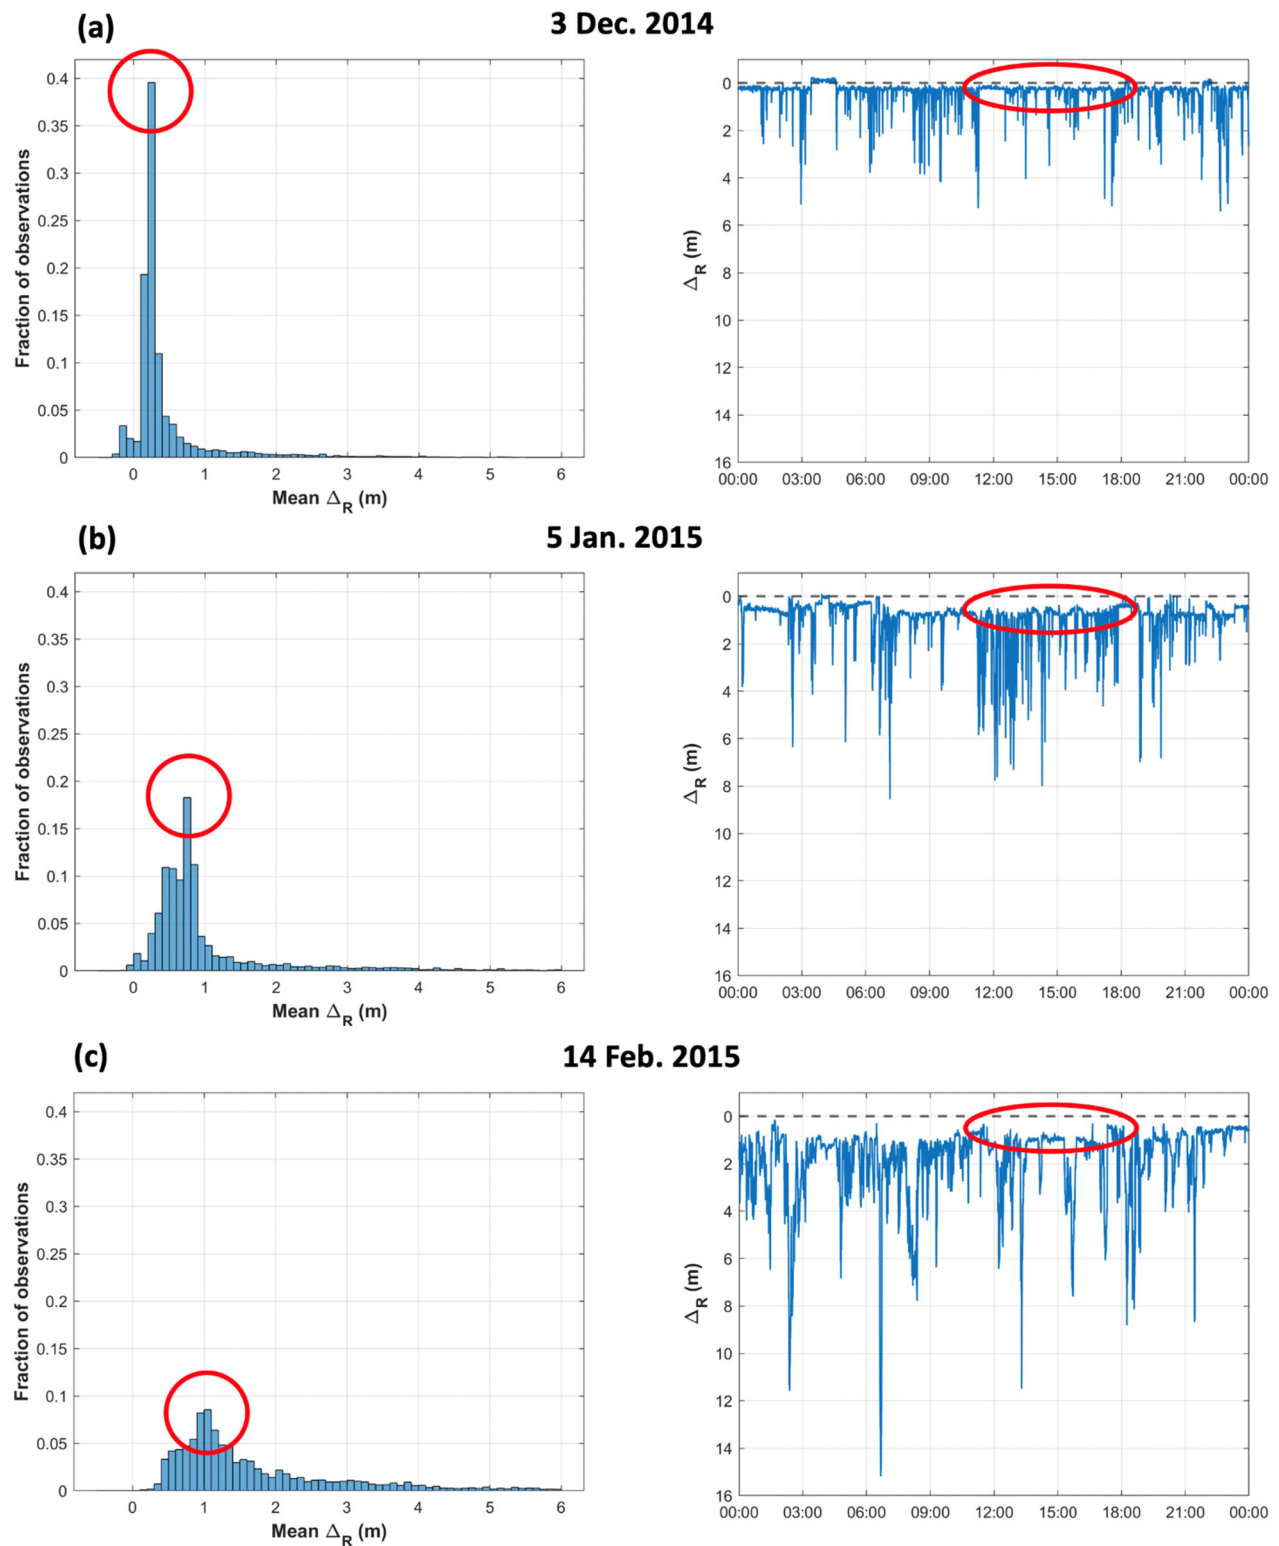 (a)
3 Dec. 2014
Fraction of observations
0.4
0.35
0.3
0.25
0.2
0.15
0.1
0.05
0
0 1 2 3 4 5 6
Mean Δ_R (m)
Δ_R (m)
0
2
4
6
8
10
12
14
16
00:00 03:00 06:00 09:00 12:00 15:00 18:00 21:00 00:00
(b)
5 Jan. 2015
Fraction of observations
0.4
0.35
0.3
0.25
0.2
0.15
0.1
0.05
0
0 1 2 3 4 5 6
Mean Δ_R (m)
Δ_R (m)
0
2
4
6
8
10
12
14
16
00:00 03:00 06:00 09:00 12:00 15:00 18:00 21:00 00:00
(c)
14 Feb. 2015
Fraction of observations
0.4
0.35
0.3
0.25
0.2
0.15
0.1
0.05
0
0 1 2 3 4 5 6
Mean Δ_R (m)
Δ_R (m)
0
2
4
6
8
10
12
14
16
00:00 03:00 06:00 09:00 12:00 15:00 18:00 21:00 00:00